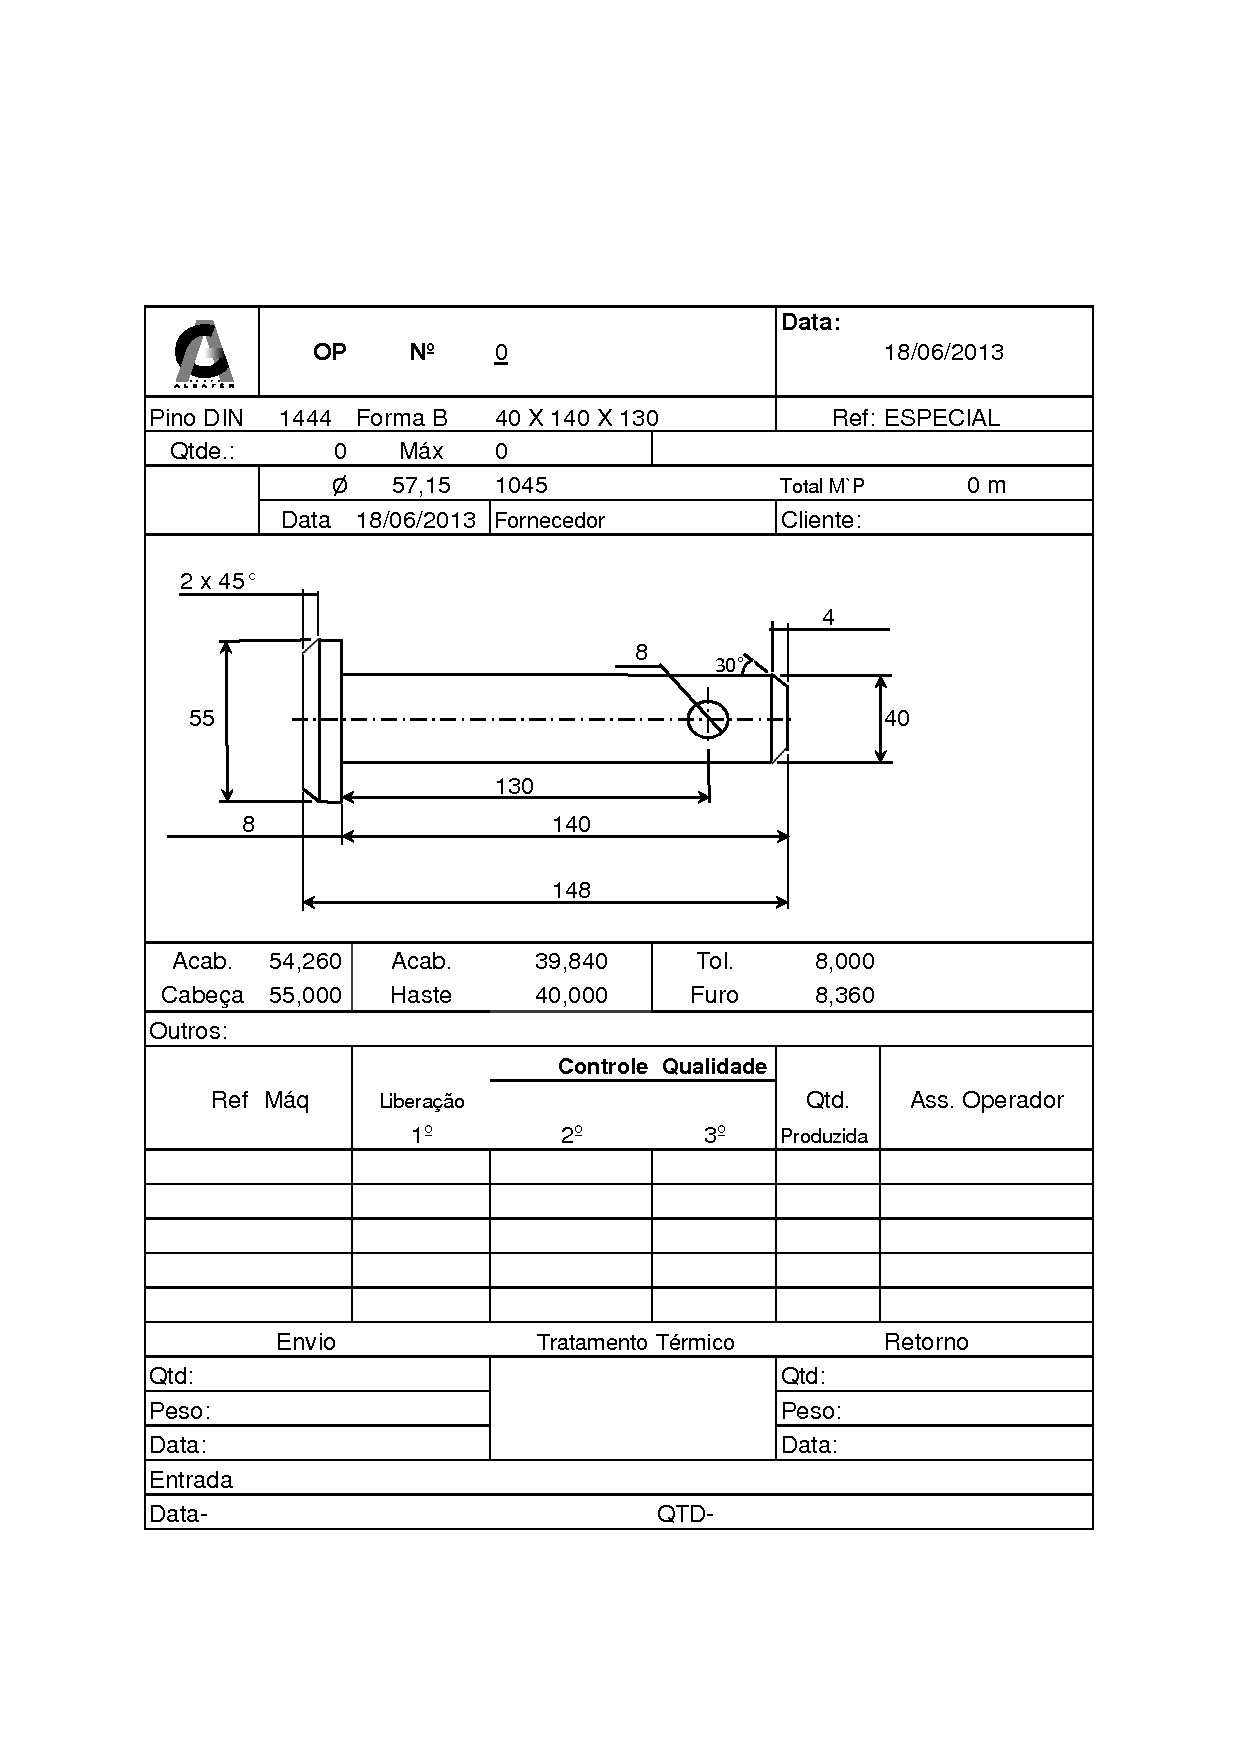 ALBAFER
Data:
OP Nº 0 18/06/2013
Pino DIN 1444 Forma B 40 X 140 X 130 Ref: ESPECIAL
Qtde.: 0 Máx 0
Ø 57,15 1045 Total M`P 0 m
Data 18/06/2013 Fornecedor Cliente:
2 x 45°
4
8
30°
55
40
130
8 140
148
Acab. 54,260 Acab. 39,840 Tol. 8,000
Cabeça 55,000 Haste 40,000 Furo 8,360
Outros:
Controle Qualidade
Ref Máq Liberação Qtd. Ass. Operador
1º 2º 3º Produzida
Envio Tratamento Térmico Retorno
Qtd: Qtd:
Peso: Peso:
Data: Data:
Entrada
Data- QTD-